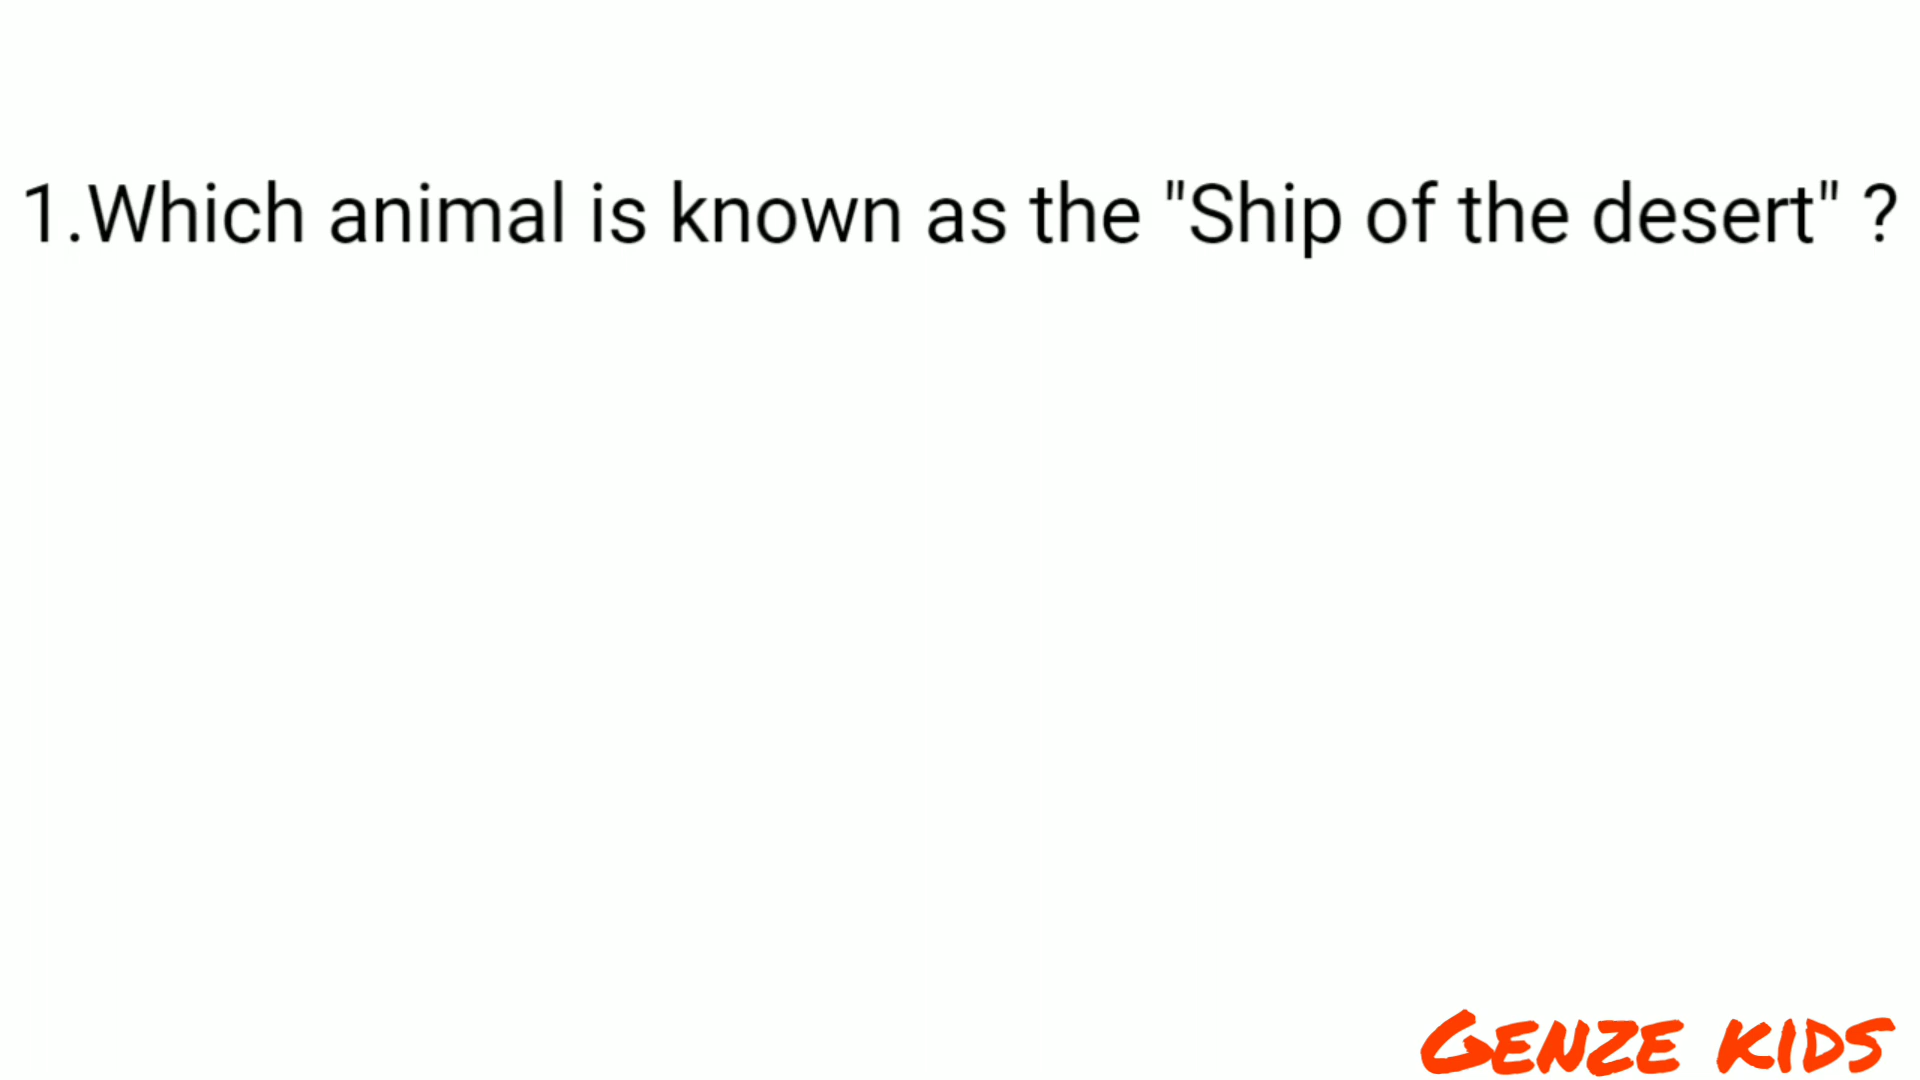 1.Which animal is known as the "Ship of the desert" ?
GENZE KIDS